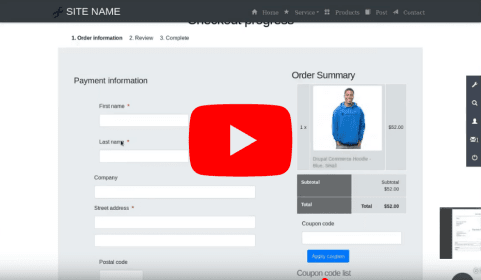 SITE NAME
Home
Service
Products
Post
Contact
Checkout progress
1. Order information 2. Review 3. Complete
Payment information
First name *
Last name *
Company
Street address *
Postal code
Order Summary
1 x
$52.00
Drupal Commerce Hoodie -
Blue, Small
Subtotal
Subtotal
$52.00
Total
Total $52.00
Coupon code
Apply coupon
Coupon code list